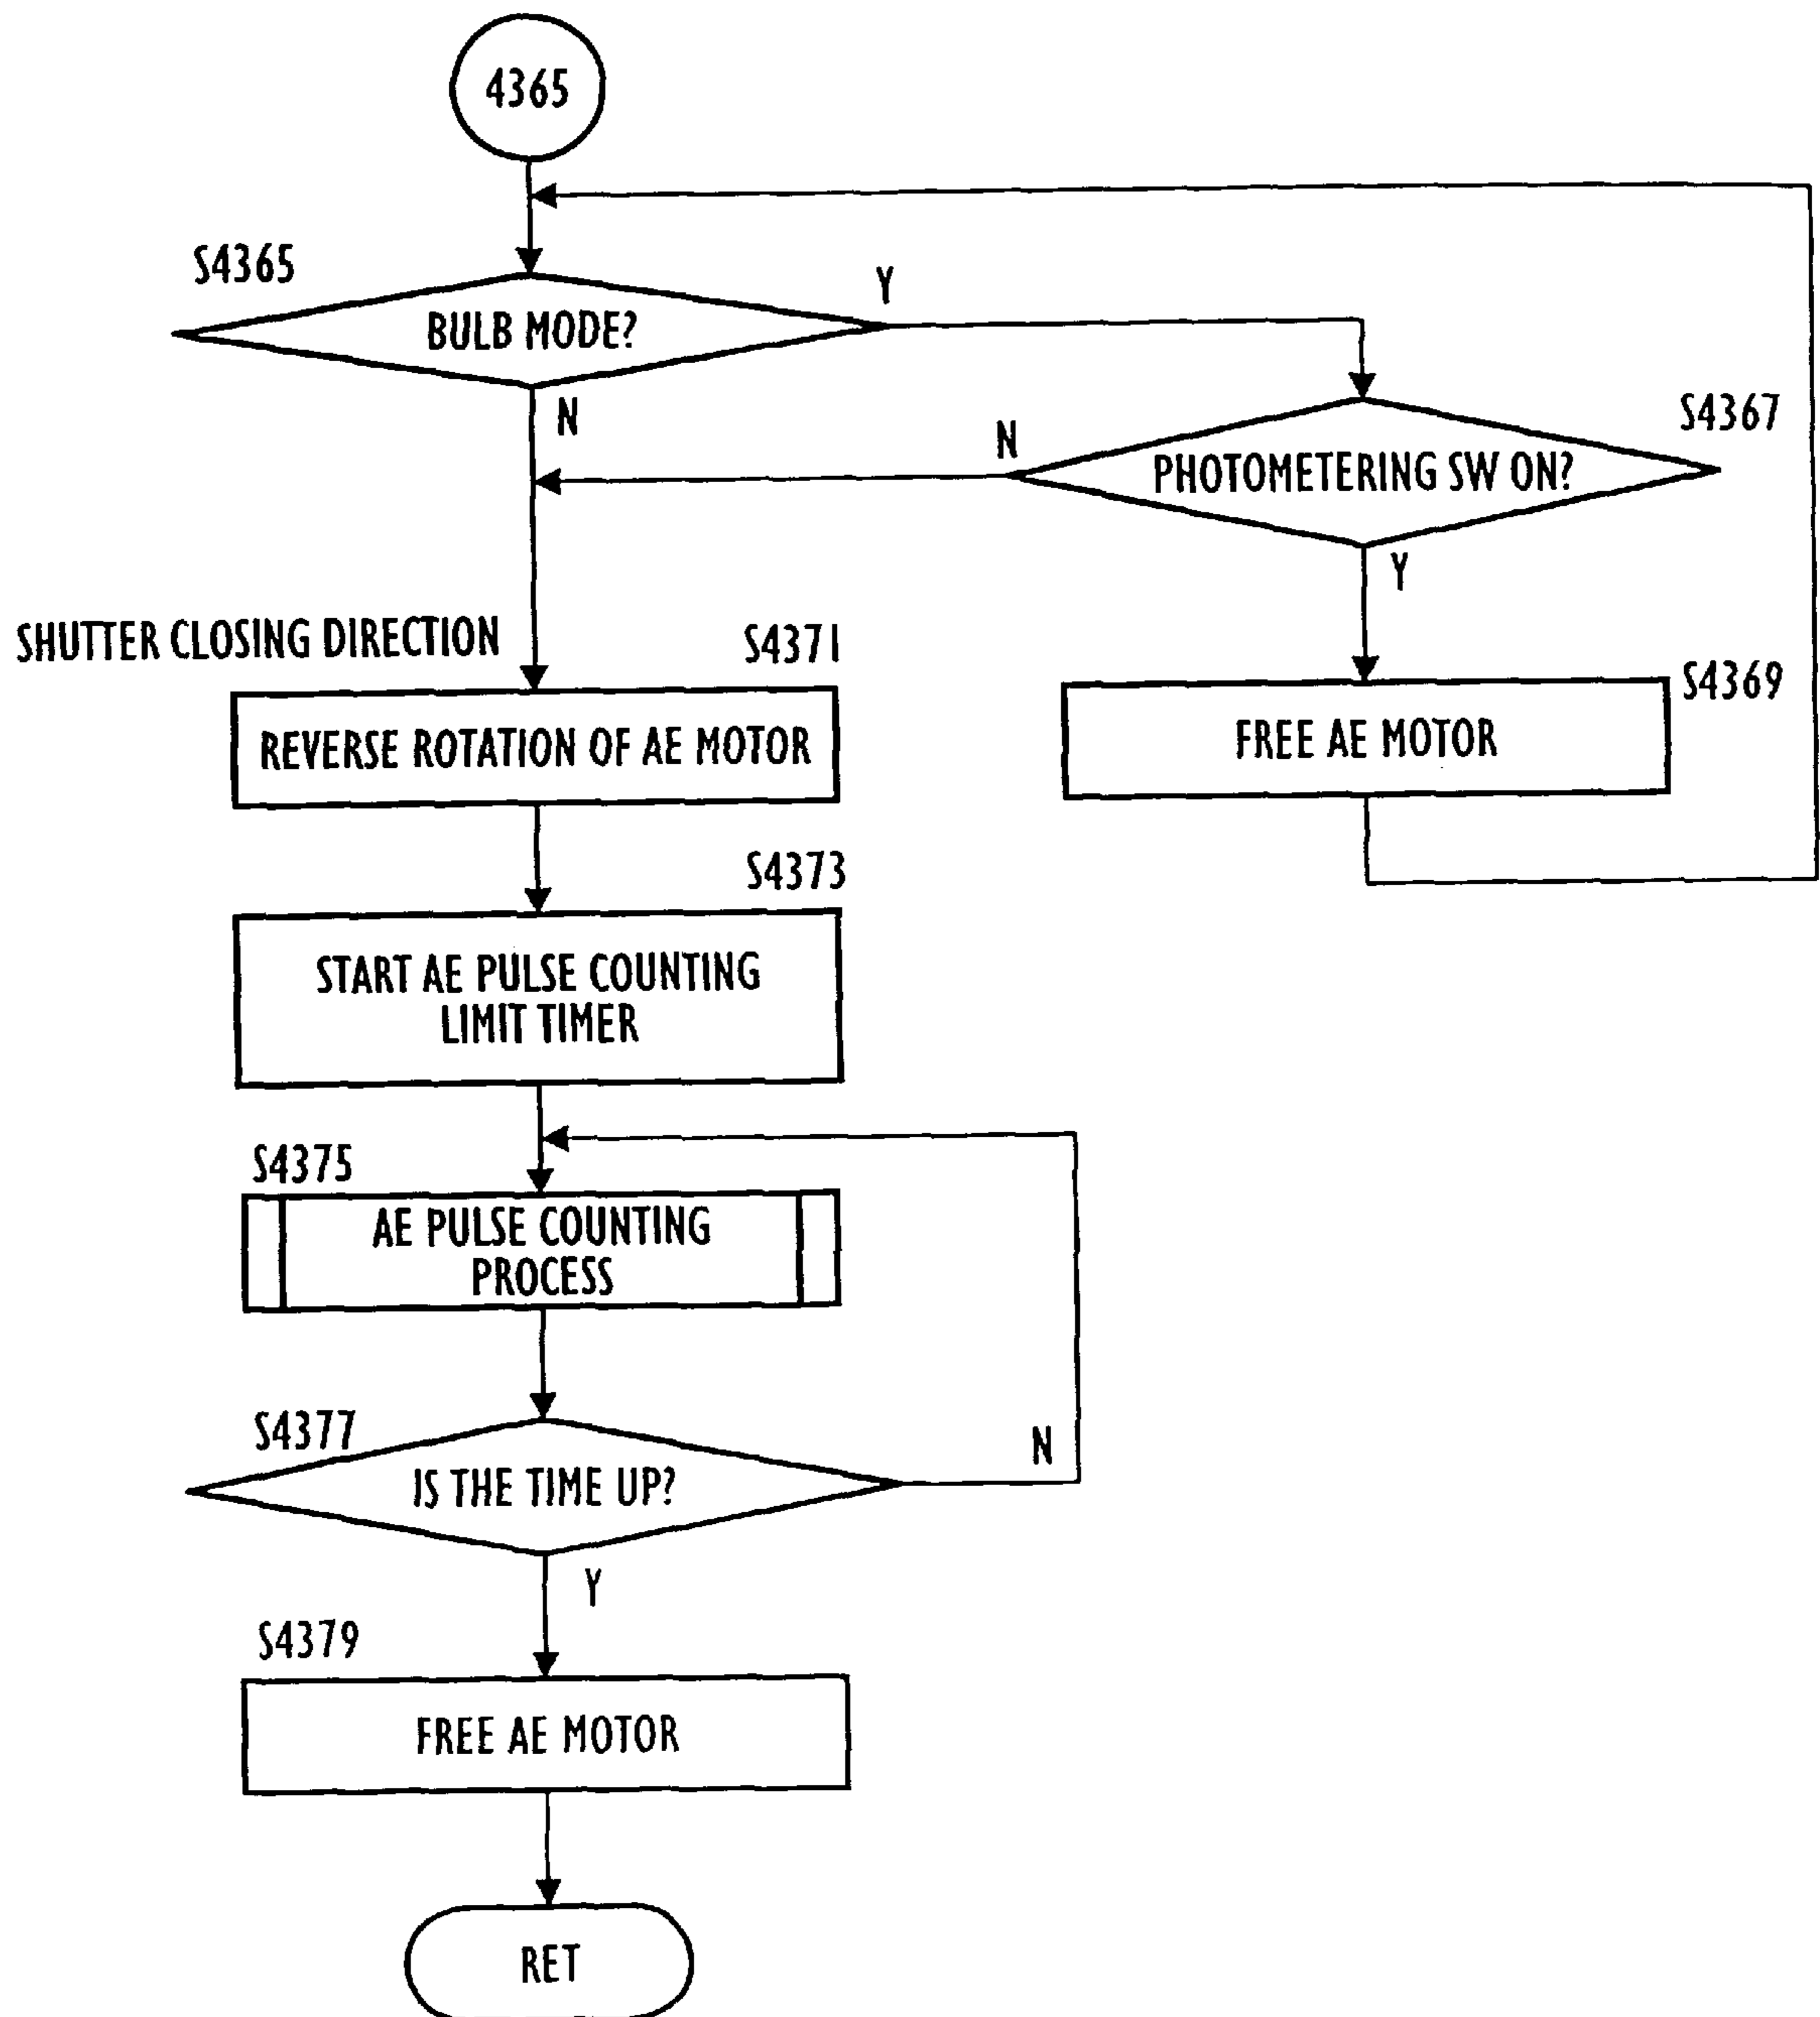 4365
S4365
Y
BULB MODE?
N
S4367
N
PHOTOMETERING SW ON?
Y
SHUTTER CLOSING DIRECTION
S4371
S4369
REVERSE ROTATION OF AE MOTOR
FREE AE MOTOR
S4373
START AE PULSE COUNTING
LIMIT TIMER
S4375
AE PULSE COUNTING
PROCESS
S4377
N
IS THE TIME UP?
Y
S4379
FREE AE MOTOR
RET